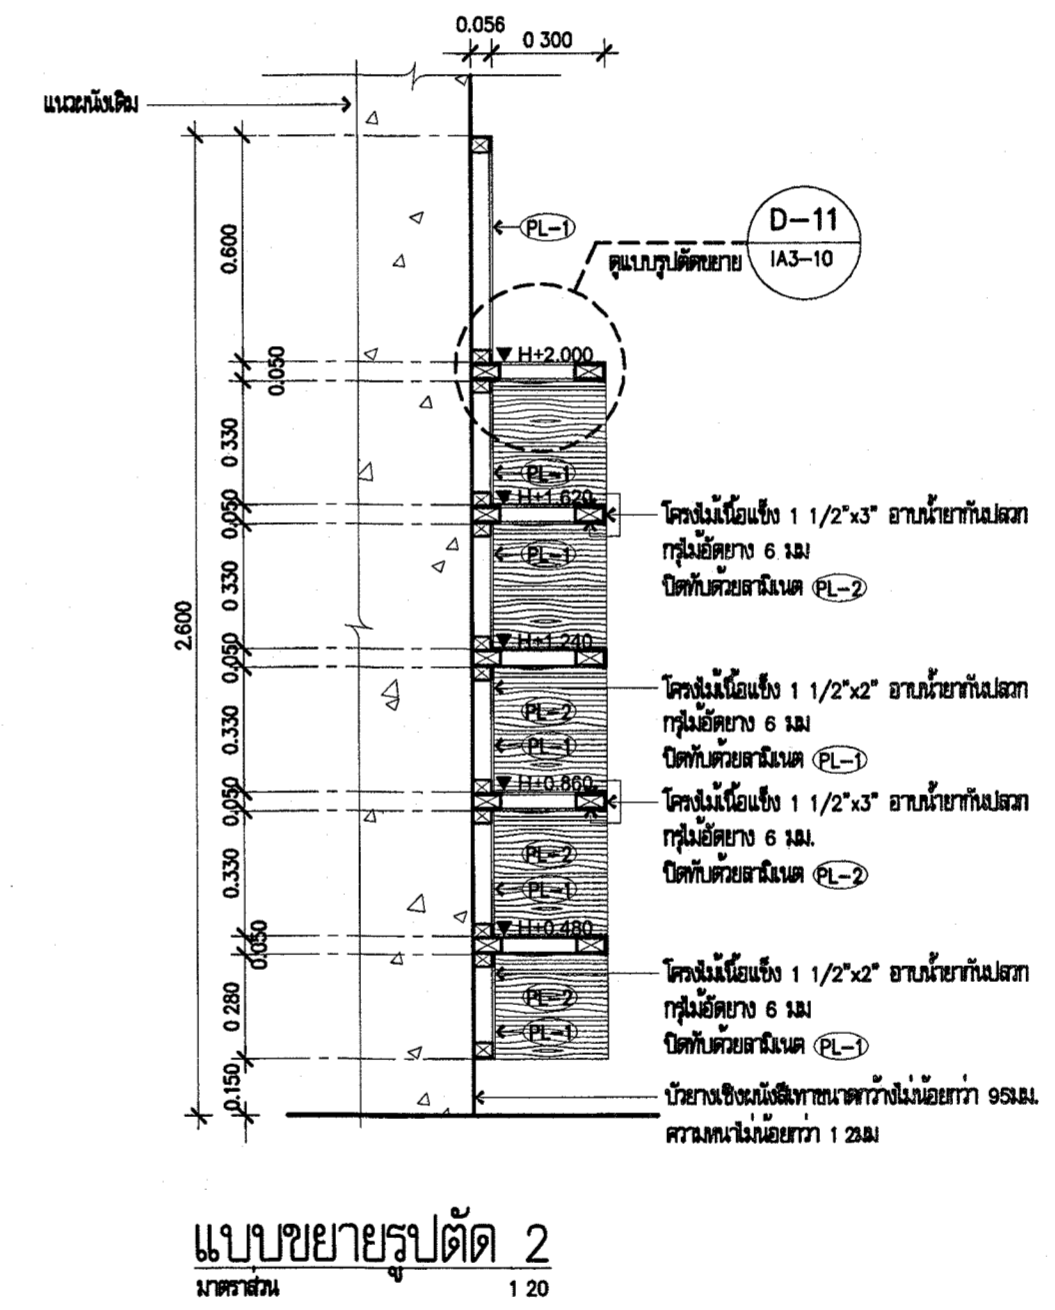 0.056
0 300
แนวผนังเดิม
D-11
IA3-10
ดูแบบรูปตัดขยาย
PL-1
0.600
H+2.000
0.050
0 330
PL-1
H+1.620
0.050
โครงไม้เนื้อแข็ง 1 1/2"x3" อาบน้ำยากันปลวก
กรุไม้อัดยาง 6 มม
ปิดทับด้วยลามิเนต PL-2
PL-1
0.330
2.600
H+1.240
0.050
โครงไม้เนื้อแข็ง 1 1/2"x2" อาบน้ำยากันปลวก
กรุไม้อัดยาง 6 มม
ปิดทับด้วยลามิเนต PL-1
PL-2
0.330
PL-1
H+0.860
0.050
โครงไม้เนื้อแข็ง 1 1/2"x3" อาบน้ำยากันปลวก
กรุไม้อัดยาง 6 มม.
ปิดทับด้วยลามิเนต PL-2
PL-2
0.330
PL-1
H+0.480
0.050
โครงไม้เนื้อแข็ง 1 1/2"x2" อาบน้ำยากันปลวก
กรุไม้อัดยาง 6 มม
ปิดทับด้วยลามิเนต PL-1
PL-2
0 280
PL-1
0.150
บัวยางเชิงผนังสีเทาขนาดกว้างไม่น้อยกว่า 95มม.
ความหนาไม่น้อยกว่า 1 2มม
แบบขยายรูปตัด 2
มาตราส่วน 1 20